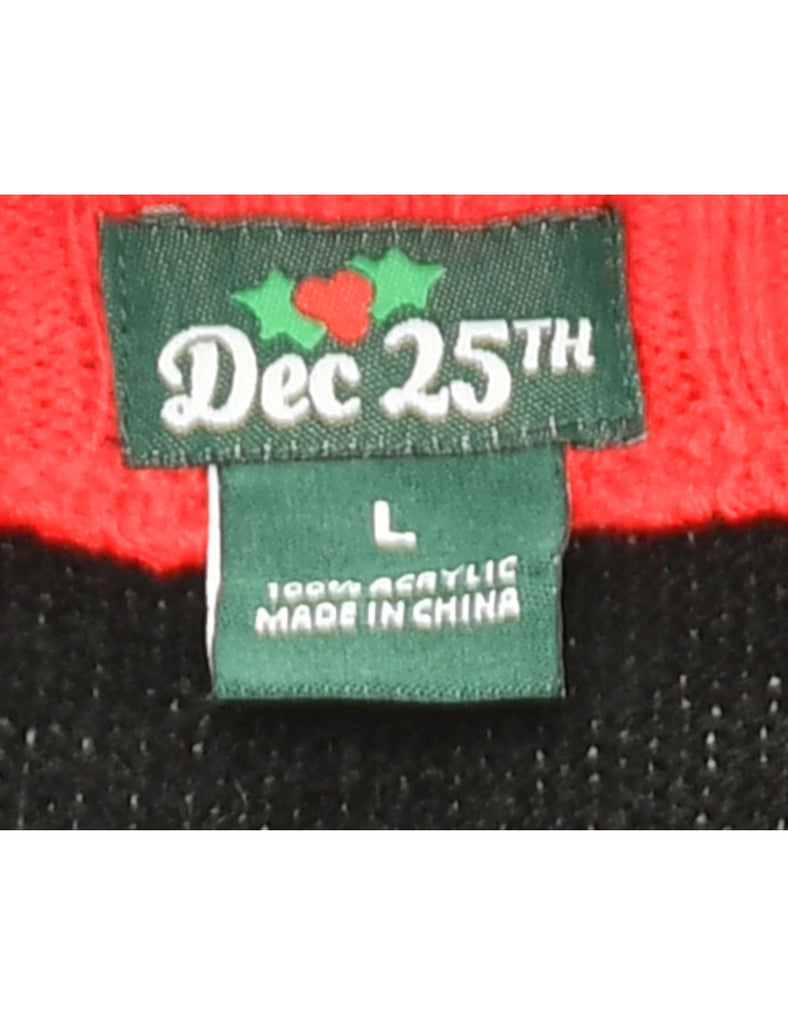 Dec 25TH
L
100% ACRYLIC
MADE IN CHINA